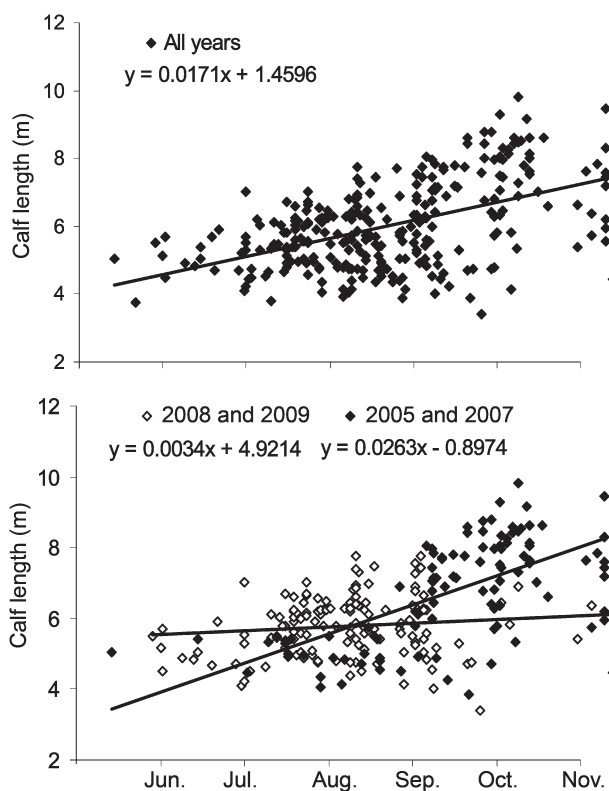 12
◆ All years
y = 0.0171x + 1.4596
10
Calf length (m)
8
6
4
2
12
◇ 2008 and 2009 ◆ 2005 and 2007
y = 0.0034x + 4.9214 y = 0.0263x - 0.8974
10
Calf length (m)
8
6
4
2
Jun. Jul. Aug. Sep. Oct. Nov.